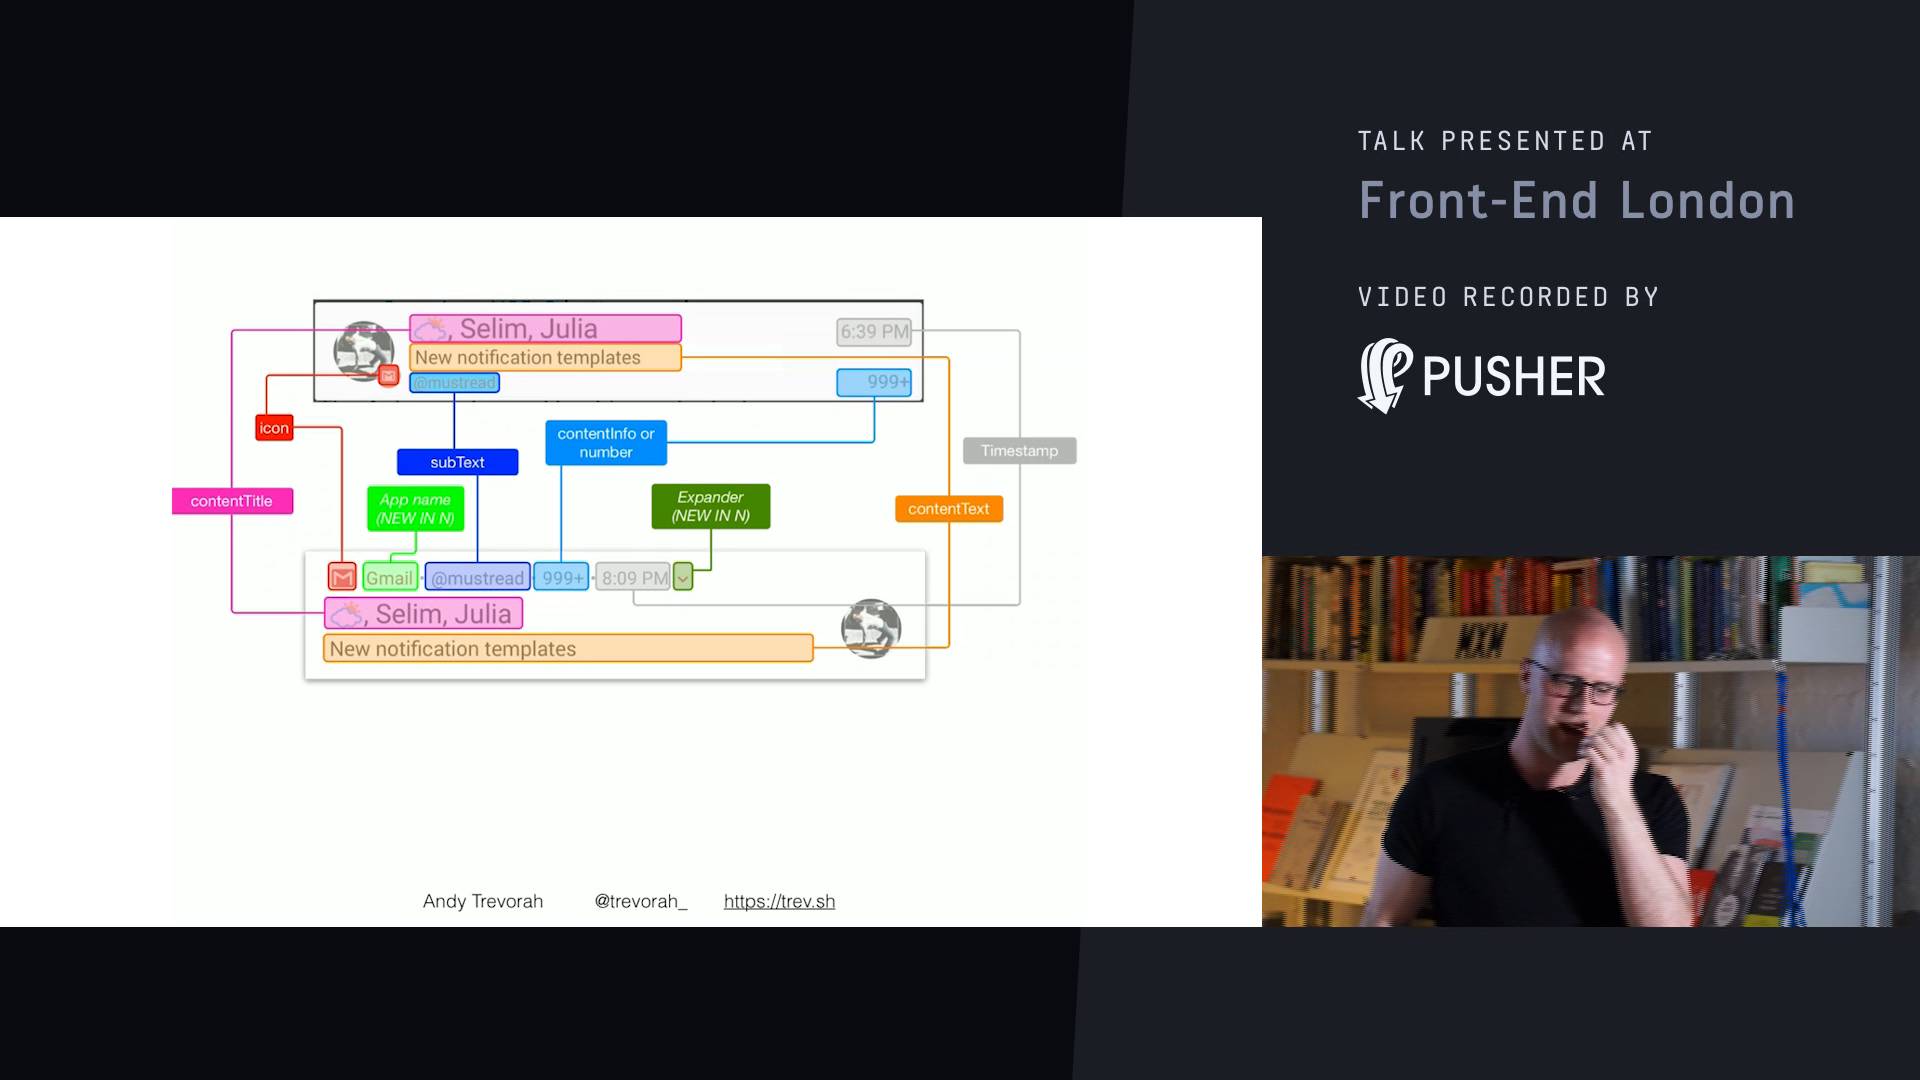 TALK PRESENTED AT
Front-End London
VIDEO RECORDED BY
PUSHER
, Selim, Julia
6:39 PM
New notification templates
@mustread
999+
icon
contentInfo or
number
subText
Timestamp
contentTitle
App name
(NEW IN N)
Expander
(NEW IN N)
contentText
Gmail · @mustread · 999+ · 8:09 PM
, Selim, Julia
New notification templates
Andy Trevorah @trevorah_ https://trev.sh